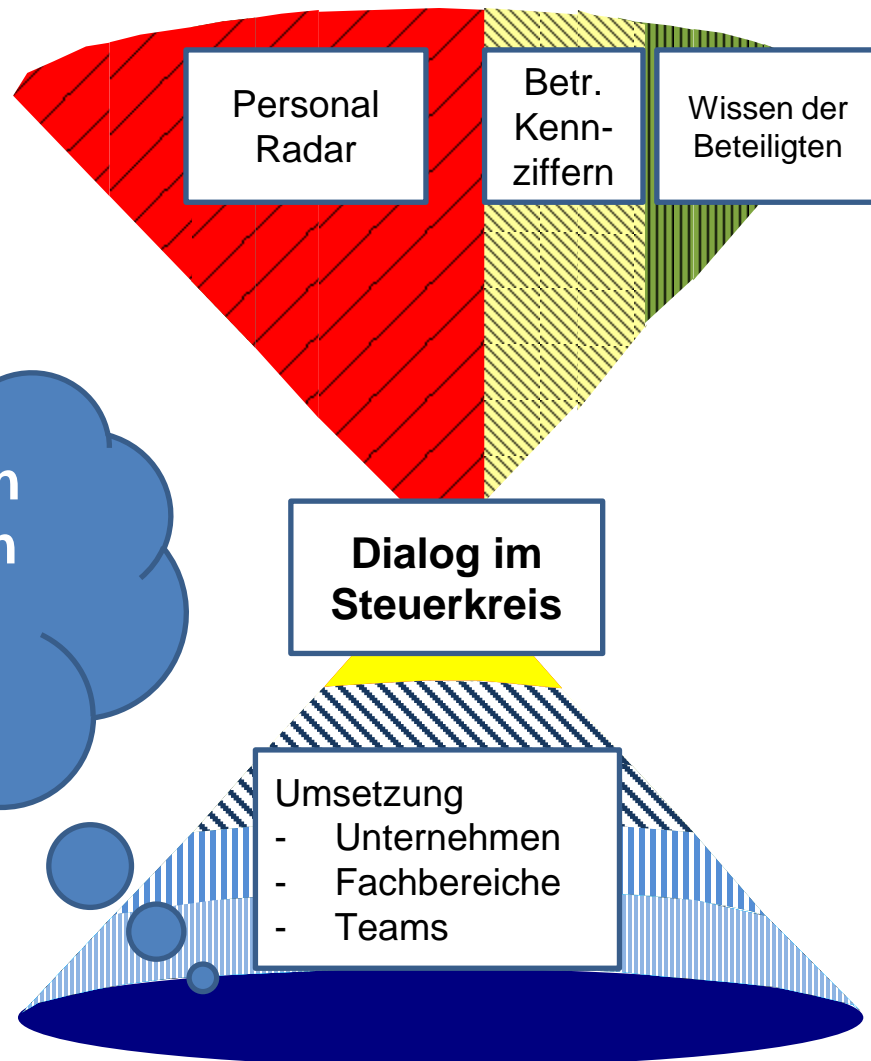 Personal
Radar
Betr.
Kenn-
ziffern
Wissen der
Beteiligten
Dialog im
Steuerkreis
Umsetzung
- Unternehmen
- Fachbereiche
- Teams